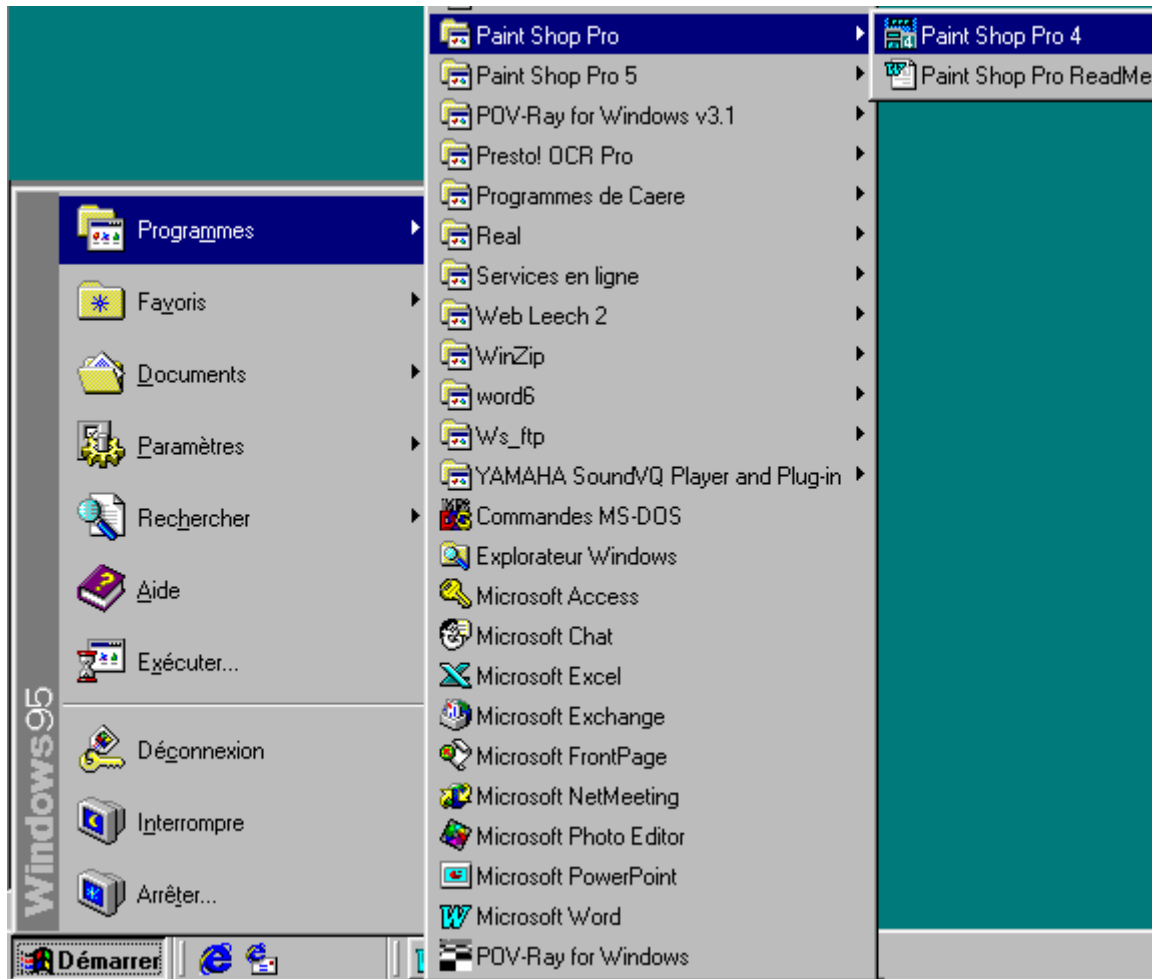 Windows95
Programmes
Favoris
Documents
Paramètres
Rechercher
Aide
Exécuter...
Déconnexion
Interrompre
Arrêter...
Démarrer
Paint Shop Pro
Paint Shop Pro 5
POV-Ray for Windows v3.1
Presto! OCR Pro
Programmes de Caere
Real
Services en ligne
Web Leech 2
WinZip
word6
Ws_ftp
YAMAHA SoundVQ Player and Plug-in
Commandes MS-DOS
Explorateur Windows
Microsoft Access
Microsoft Chat
Microsoft Excel
Microsoft Exchange
Microsoft FrontPage
Microsoft NetMeeting
Microsoft Photo Editor
Microsoft PowerPoint
Microsoft Word
POV-Ray for Windows
Paint Shop Pro 4
Paint Shop Pro ReadMe